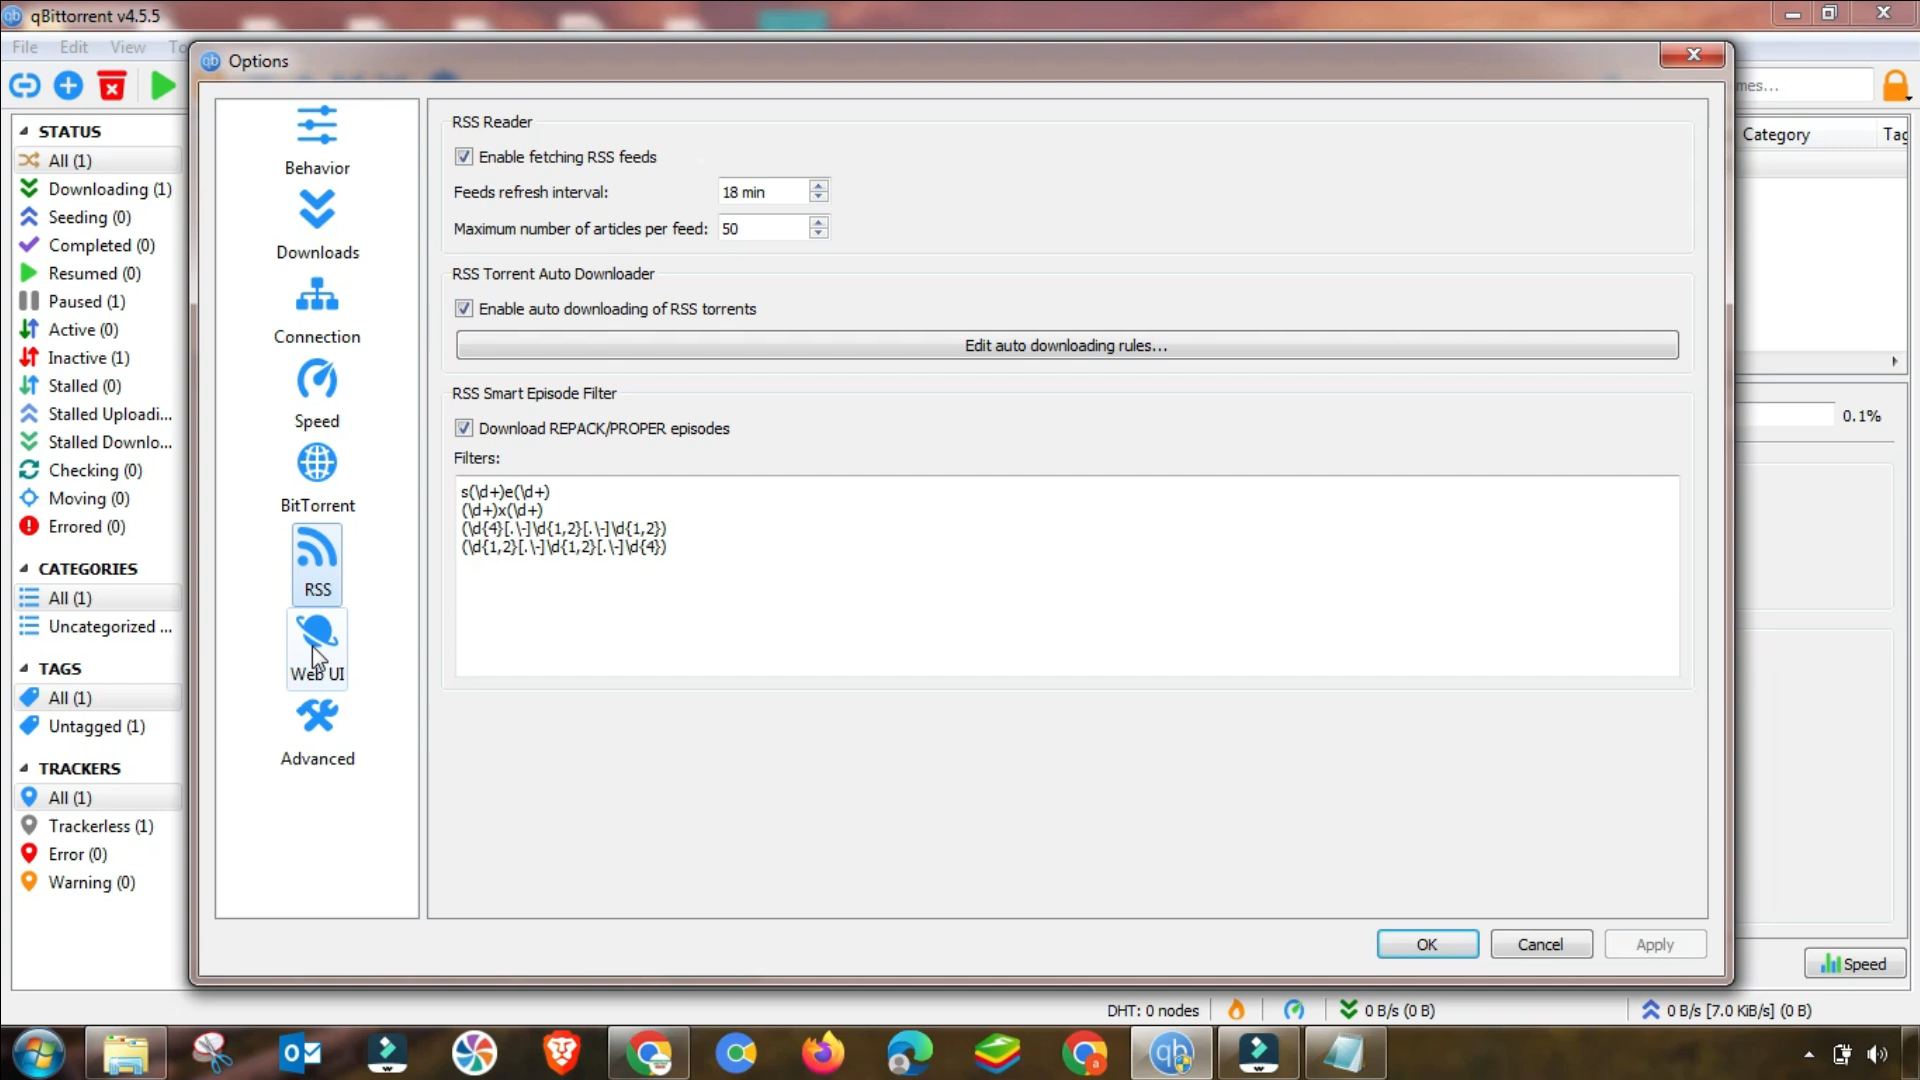 qBittorrent v4.5.5
File Edit View To
Options
mes...
STATUS
All (1)
Downloading (1)
Seeding (0)
Completed (0)
Resumed (0)
Paused (1)
Active (0)
Inactive (1)
Stalled (0)
Stalled Uploadi...
Stalled Downlo...
Checking (0)
Moving (0)
Errored (0)
CATEGORIES
All (1)
Uncategorized ...
TAGS
All (1)
Untagged (1)
TRACKERS
All (1)
Trackerless (1)
Error (0)
Warning (0)
Behavior
Downloads
Connection
Speed
BitTorrent
RSS
Web UI
Advanced
RSS Reader
Enable fetching RSS feeds
Feeds refresh interval: 18 min
Maximum number of articles per feed: 50
RSS Torrent Auto Downloader
Enable auto downloading of RSS torrents
Edit auto downloading rules...
RSS Smart Episode Filter
Download REPACK/PROPER episodes
Filters:
s(\d+)e(\d+)
(\d+)x(\d+)
(\d{4}[.\-]\d{1,2}[.\-]\d{1,2})
(\d{1,2}[.\-]\d{1,2}[.\-]\d{4})
OK Cancel Apply
Category Tag
0.1%
Speed
DHT: 0 nodes 0 B/s (0 B) 0 B/s [7.0 KiB/s] (0 B)